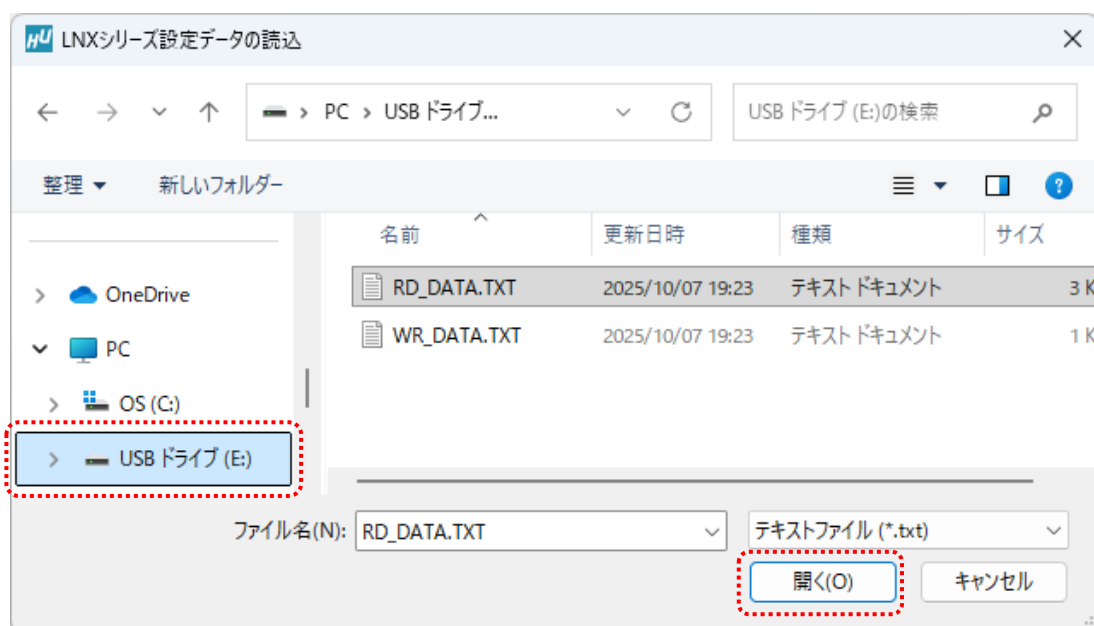 HU LNXシリーズ設定データの読込
PC › USB ドライブ... USB ドライブ (E:)の検索
整理 新しいフォルダー ?
名前 更新日時 種類 サイズ
RD_DATA.TXT 2025/10/07 19:23 テキスト ドキュメント 3 K
WR_DATA.TXT 2025/10/07 19:23 テキスト ドキュメント 1 K
OneDrive
PC
OS (C:)
USB ドライブ (E:)
ファイル名(N): RD_DATA.TXT テキストファイル (*.txt)
開く(O) キャンセル